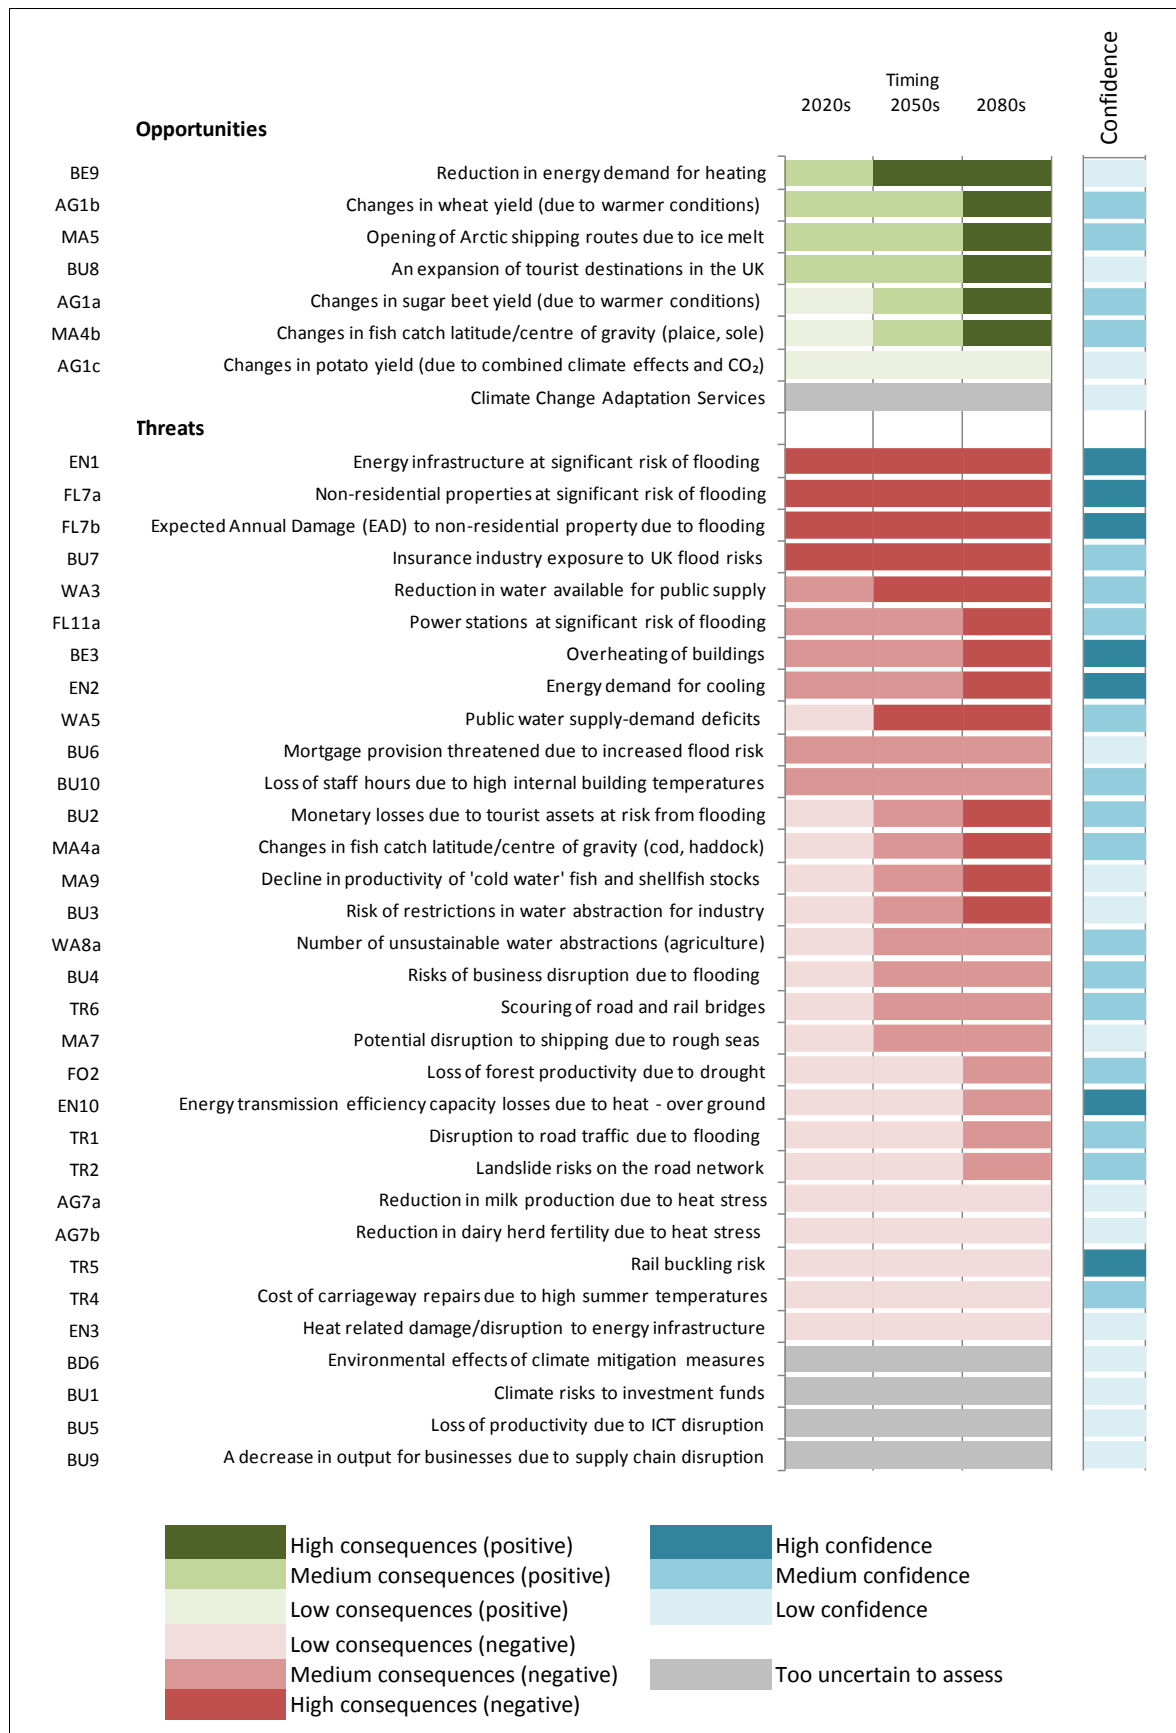 Timing
2020s 2050s 2080s
Confidence
Opportunities
BE9 Reduction in energy demand for heating
AG1b Changes in wheat yield (due to warmer conditions)
MA5 Opening of Arctic shipping routes due to ice melt
BU8 An expansion of tourist destinations in the UK
AG1a Changes in sugar beet yield (due to warmer conditions)
MA4b Changes in fish catch latitude/centre of gravity (plaice, sole)
AG1c Changes in potato yield (due to combined climate effects and CO₂)
Climate Change Adaptation Services
Threats
EN1 Energy infrastructure at significant risk of flooding
FL7a Non-residential properties at significant risk of flooding
FL7b Expected Annual Damage (EAD) to non-residential property due to flooding
BU7 Insurance industry exposure to UK flood risks
WA3 Reduction in water available for public supply
FL11a Power stations at significant risk of flooding
BE3 Overheating of buildings
EN2 Energy demand for cooling
WA5 Public water supply-demand deficits
BU6 Mortgage provision threatened due to increased flood risk
BU10 Loss of staff hours due to high internal building temperatures
BU2 Monetary losses due to tourist assets at risk from flooding
MA4a Changes in fish catch latitude/centre of gravity (cod, haddock)
MA9 Decline in productivity of 'cold water' fish and shellfish stocks
BU3 Risk of restrictions in water abstraction for industry
WA8a Number of unsustainable water abstractions (agriculture)
BU4 Risks of business disruption due to flooding
TR6 Scouring of road and rail bridges
MA7 Potential disruption to shipping due to rough seas
FO2 Loss of forest productivity due to drought
EN10 Energy transmission efficiency capacity losses due to heat - over ground
TR1 Disruption to road traffic due to flooding
TR2 Landslide risks on the road network
AG7a Reduction in milk production due to heat stress
AG7b Reduction in dairy herd fertility due to heat stress
TR5 Rail buckling risk
TR4 Cost of carriageway repairs due to high summer temperatures
EN3 Heat related damage/disruption to energy infrastructure
BD6 Environmental effects of climate mitigation measures
BU1 Climate risks to investment funds
BU5 Loss of productivity due to ICT disruption
BU9 A decrease in output for businesses due to supply chain disruption
High consequences (positive) High confidence
Medium consequences (positive) Medium confidence
Low consequences (positive) Low confidence
Low consequences (negative)
Medium consequences (negative) Too uncertain to assess
High consequences (negative)